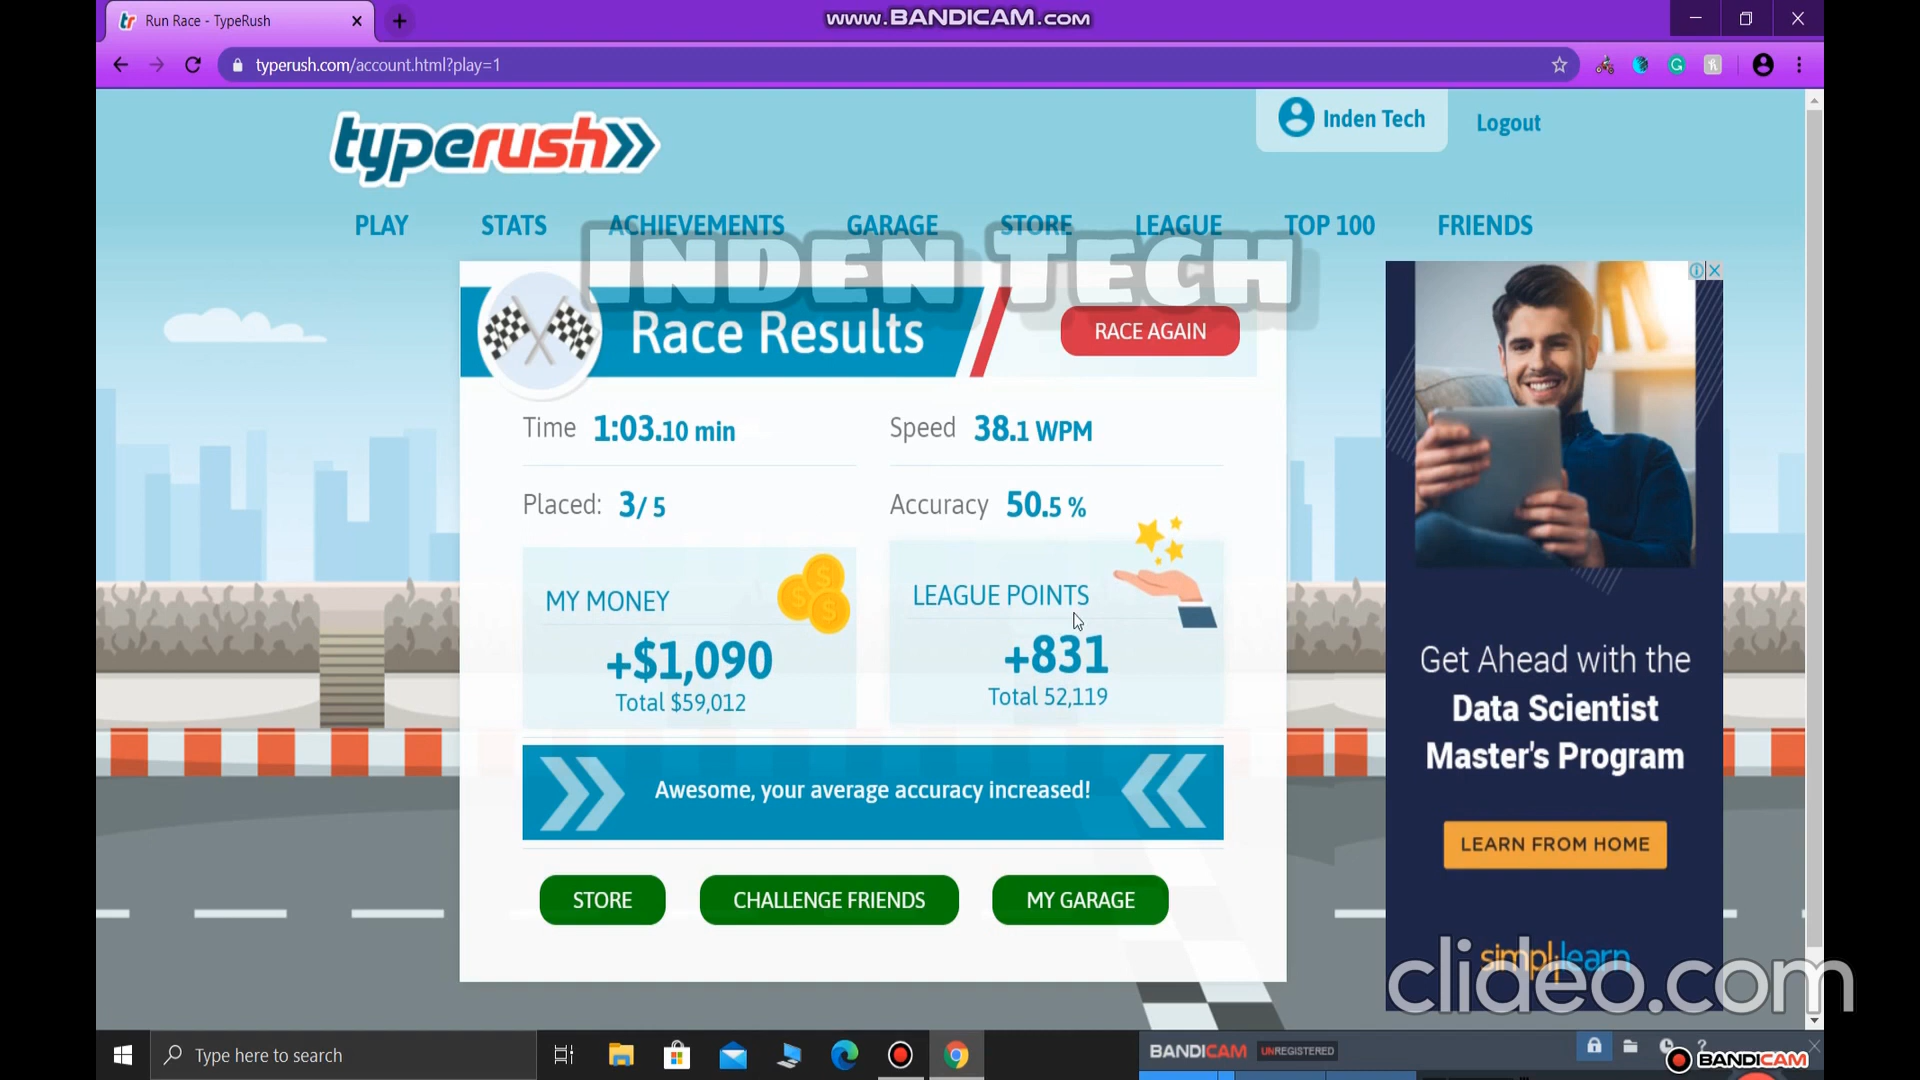 Run Race - TypeRush
www.BANDICAM.com
typerush.com/account.html?play=1
typerush
Inden Tech
Logout
PLAY STATS ACHIEVEMENTS GARAGE STORE LEAGUE TOP 100 FRIENDS
INDEN TECH
Race Results
RACE AGAIN
Time 1:03.10 min
Speed 38.1 WPM
Placed: 3/ 5
Accuracy 50.5 %
MY MONEY
+$1,090
Total $59,012
LEAGUE POINTS
+831
Total 52,119
Awesome, your average accuracy increased!
STORE
CHALLENGE FRIENDS
MY GARAGE
Get Ahead with the
Data Scientist
Master's Program
LEARN FROM HOME
simplilearn
clideo.com
Type here to search
BANDICAM UNREGISTERED
BANDICAM